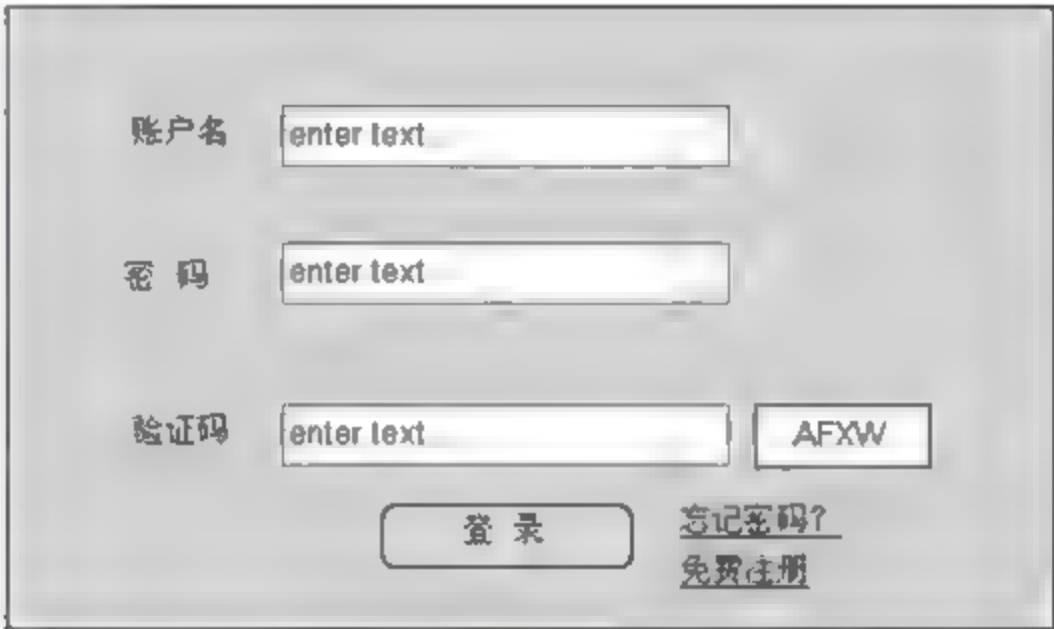 账户名 enter text
密 码 enter text
验证码 enter text AFXW
登 录 忘记密码?
免费注册